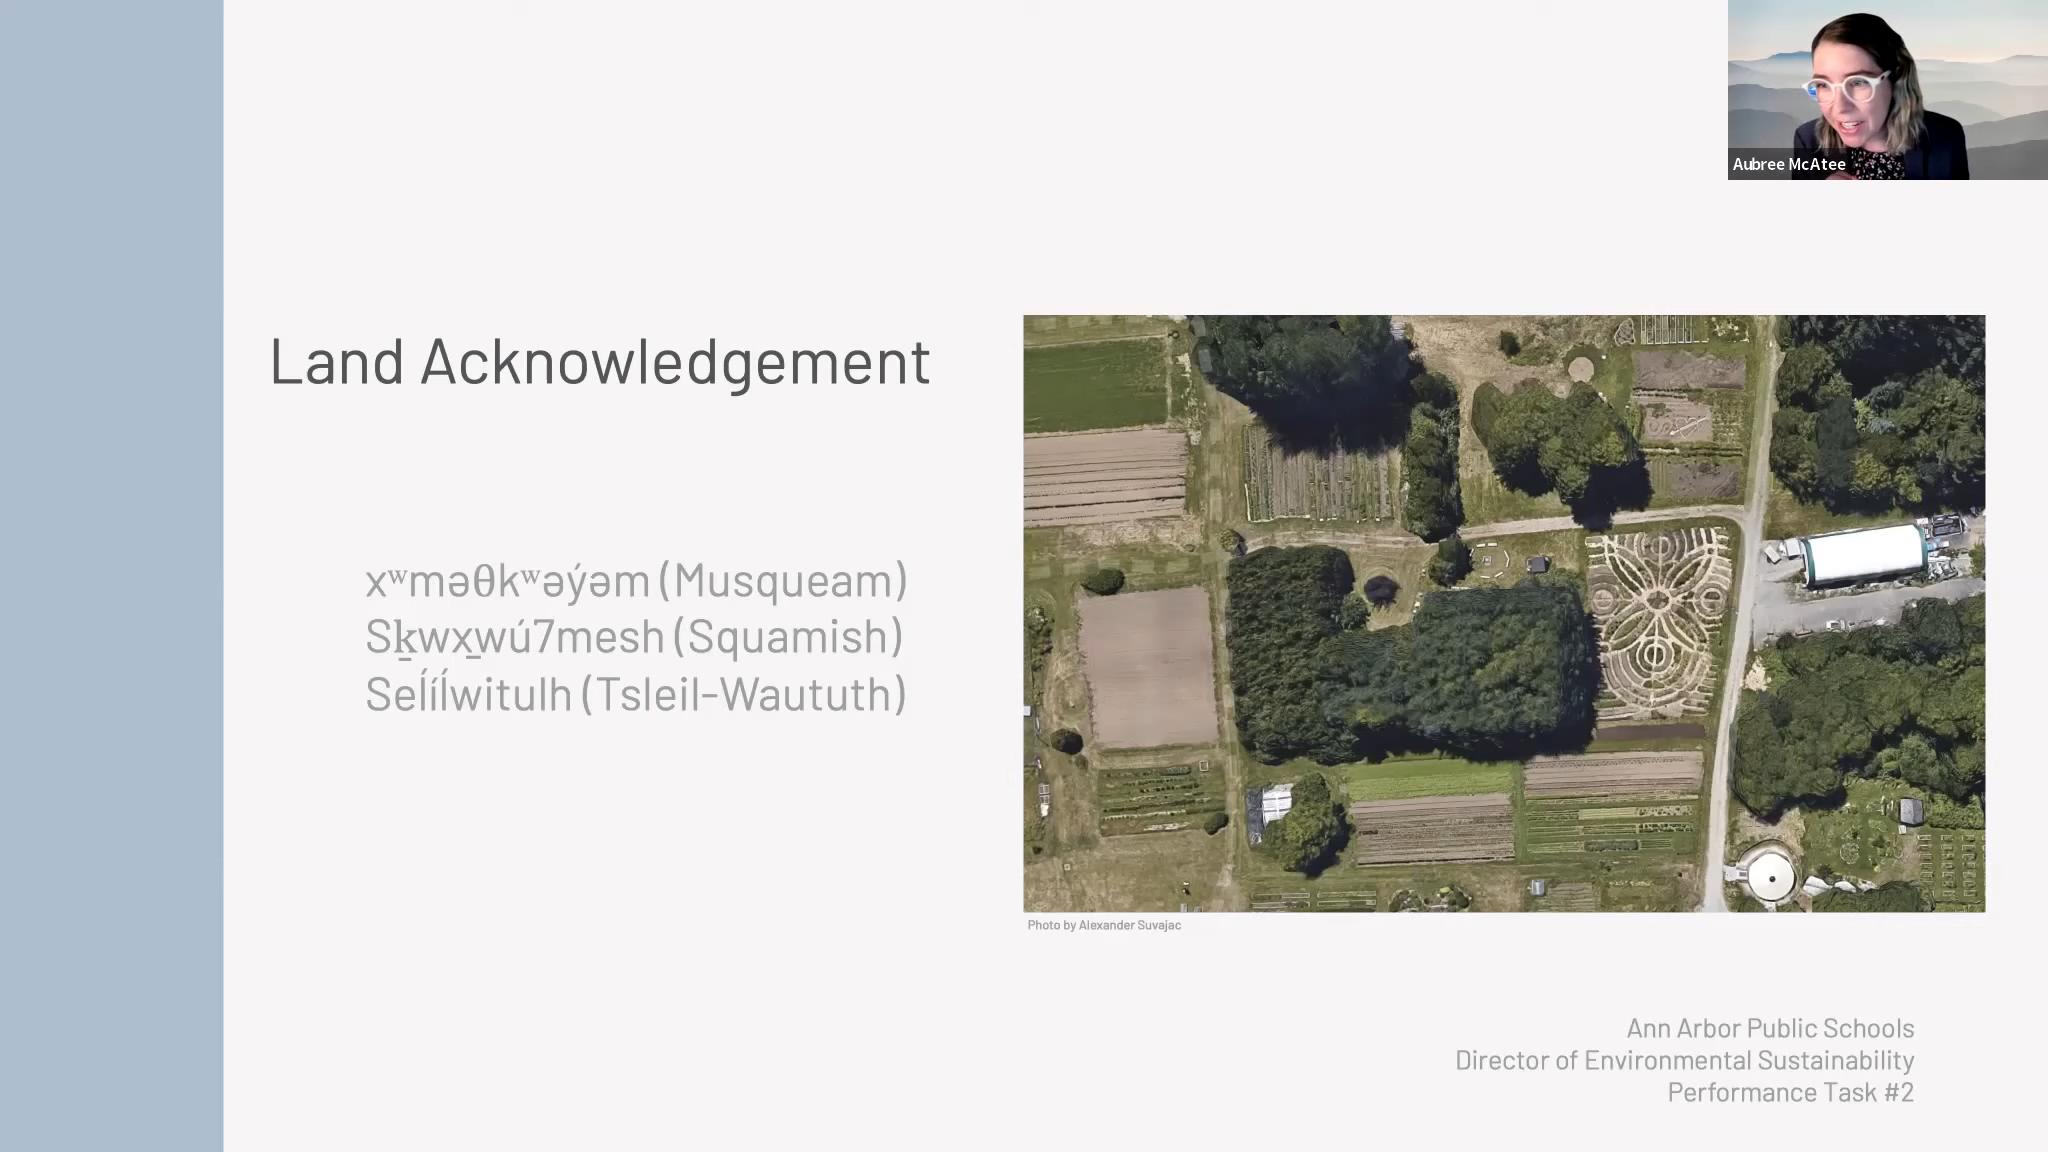 Aubree McAtee
Land Acknowledgement
xʷməθkʷəy̓əm (Musqueam)
Sḵwx̱wú7mesh (Squamish)
Sel̓íl̓witulh (Tsleil-Waututh)
Photo by Alexander Suvajac
Ann Arbor Public Schools
Director of Environmental Sustainability
Performance Task #2